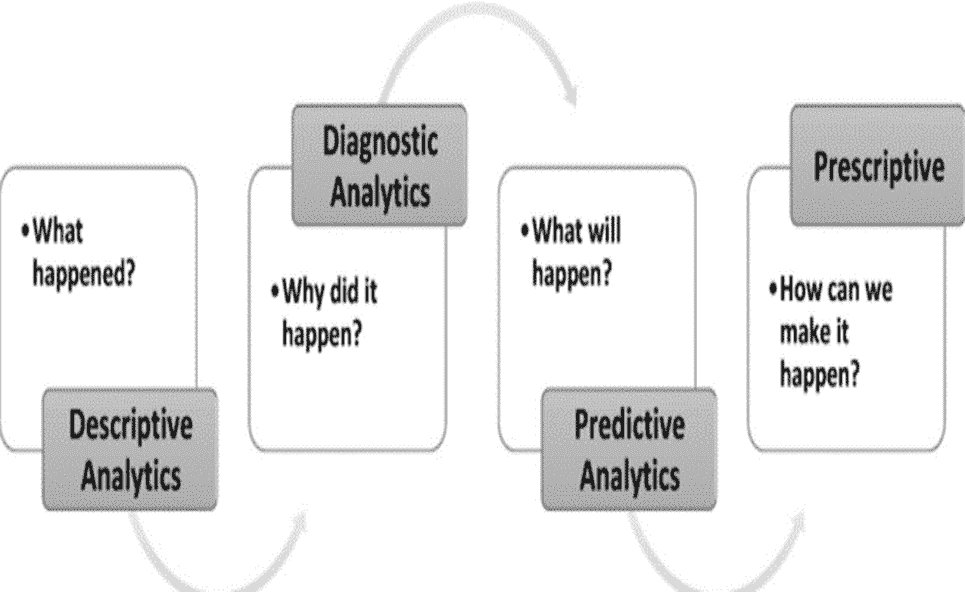 •What
happened?
Descriptive
Analytics
Diagnostic
Analytics
•Why did it
happen?
•What will
happen?
Predictive
Analytics
Prescriptive
•How can we
make it
happen?